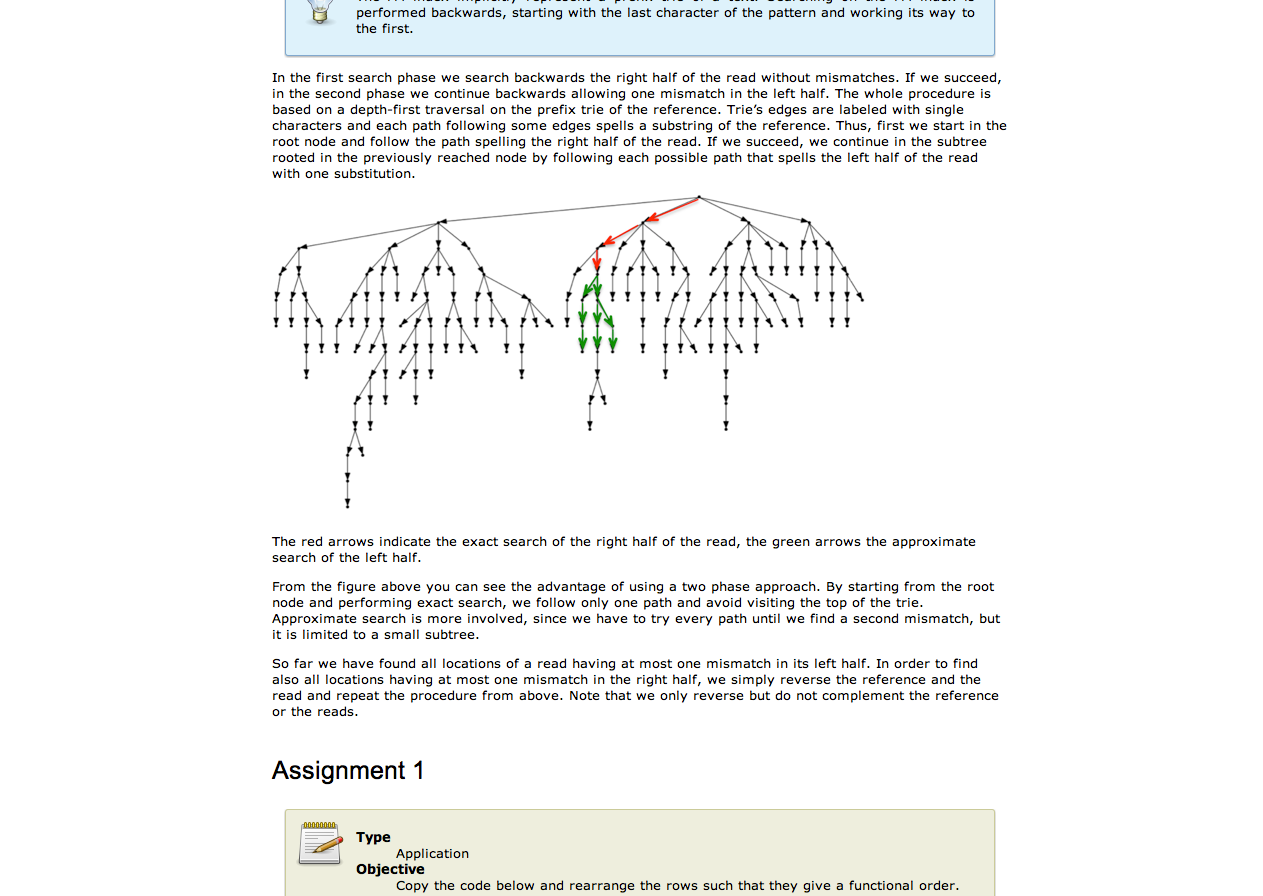 performed backwards, starting with the last character of the pattern and working its way to
the first.
In the first search phase we search backwards the right half of the read without mismatches. If we succeed,
in the second phase we continue backwards allowing one mismatch in the left half. The whole procedure is
based on a depth-first traversal on the prefix trie of the reference. Trie’s edges are labeled with single
characters and each path following some edges spells a substring of the reference. Thus, first we start in the
root node and follow the path spelling the right half of the read. If we succeed, we continue in the subtree
rooted in the previously reached node by following each possible path that spells the left half of the read
with one substitution.
The red arrows indicate the exact search of the right half of the read, the green arrows the approximate
search of the left half.
From the figure above you can see the advantage of using a two phase approach. By starting from the root
node and performing exact search, we follow only one path and avoid visiting the top of the trie.
Approximate search is more involved, since we have to try every path until we find a second mismatch, but
it is limited to a small subtree.
So far we have found all locations of a read having at most one mismatch in its left half. In order to find
also all locations having at most one mismatch in the right half, we simply reverse the reference and the
read and repeat the procedure from above. Note that we only reverse but do not complement the reference
or the reads.
Assignment 1
Type
Application
Objective
Copy the code below and rearrange the rows such that they give a functional order.